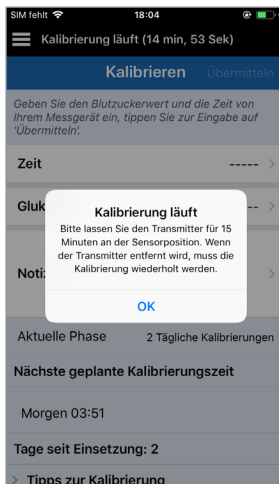 SIM fehlt 18:04
Kalibrierung läuft (14 min, 53 Sek)
Kalibrieren Übermitteln
Geben Sie den Blutzuckerwert und die Zeit von
Ihrem Messgerät ein, tippen Sie zur Eingabe auf
'Übermitteln'.
Zeit ----- >
Gluk -- >
Kalibrierung läuft
Bitte lassen Sie den Transmitter für 15
Minuten an der Sensorposition. Wenn
der Transmitter entfernt wird, muss die
Kalibrierung wiederholt werden.
Noti >
OK
Aktuelle Phase 2 Tägliche Kalibrierungen
Nächste geplante Kalibrierungszeit
Morgen 03:51
Tage seit Einsetzung: 2
> Tipps zur Kalibrierung